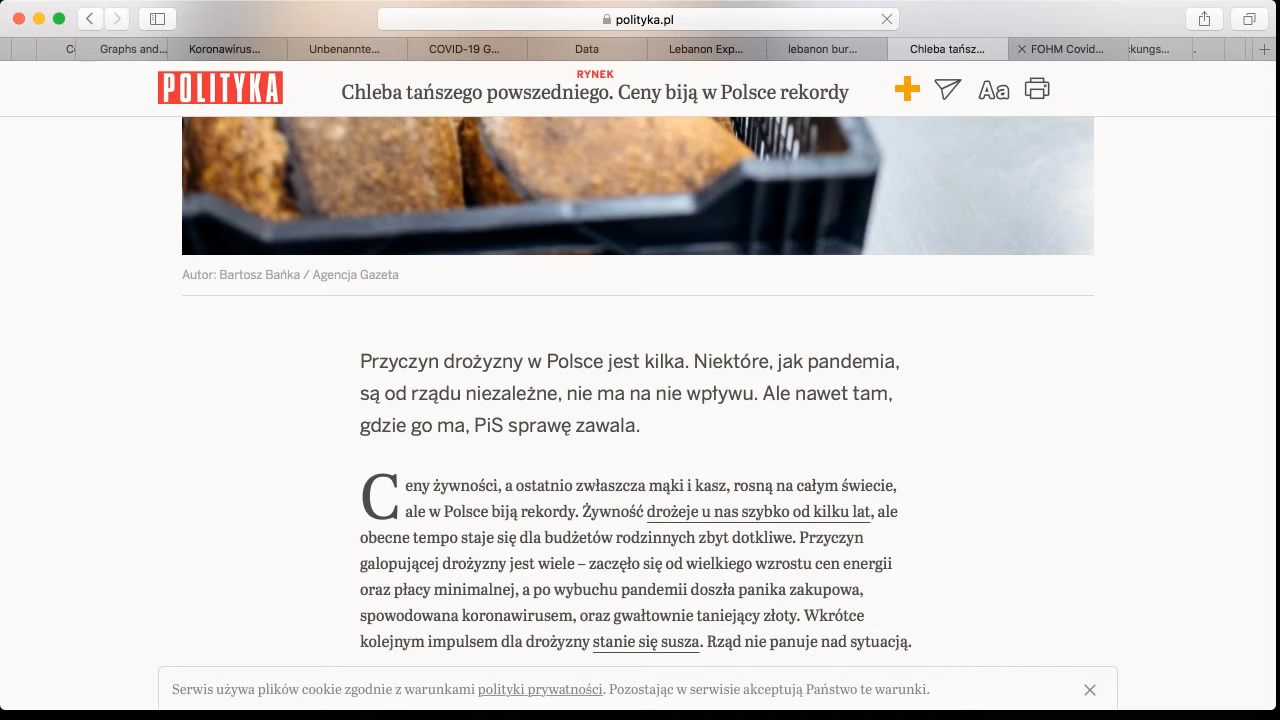 polityka.pl
Graphs and...
Koronawirus...
Unbenannte...
COVID-19 G...
Data
Lebanon Exp...
lebanon bur...
Chleba tańsz...
FOHM Covid...
kungs...
POLITYKA
RYNEK
Chleba tańszego powszedniego. Ceny biją w Polsce rekordy
Aa
Autor: Bartosz Bańka / Agencja Gazeta
Przyczyn drożyzny w Polsce jest kilka. Niektóre, jak pandemia,
są od rządu niezależne, nie ma na nie wpływu. Ale nawet tam,
gdzie go ma, PiS sprawę zawala.
Ceny żywności, a ostatnio zwłaszcza mąki i kasz, rosną na całym świecie,
ale w Polsce biją rekordy. Żywność drożeje u nas szybko od kilku lat, ale
obecne tempo staje się dla budżetów rodzinnych zbyt dotkliwe. Przyczyn
galopującej drożyzny jest wiele – zaczęło się od wielkiego wzrostu cen energii
oraz płacy minimalnej, a po wybuchu pandemii doszła panika zakupowa,
spowodowana koronawirusem, oraz gwałtownie taniejący złoty. Wkrótce
kolejnym impulsem dla drożyzny stanie się susza. Rząd nie panuje nad sytuacją.
Serwis używa plików cookie zgodnie z warunkami polityki prywatności. Pozostając w serwisie akceptują Państwo te warunki.